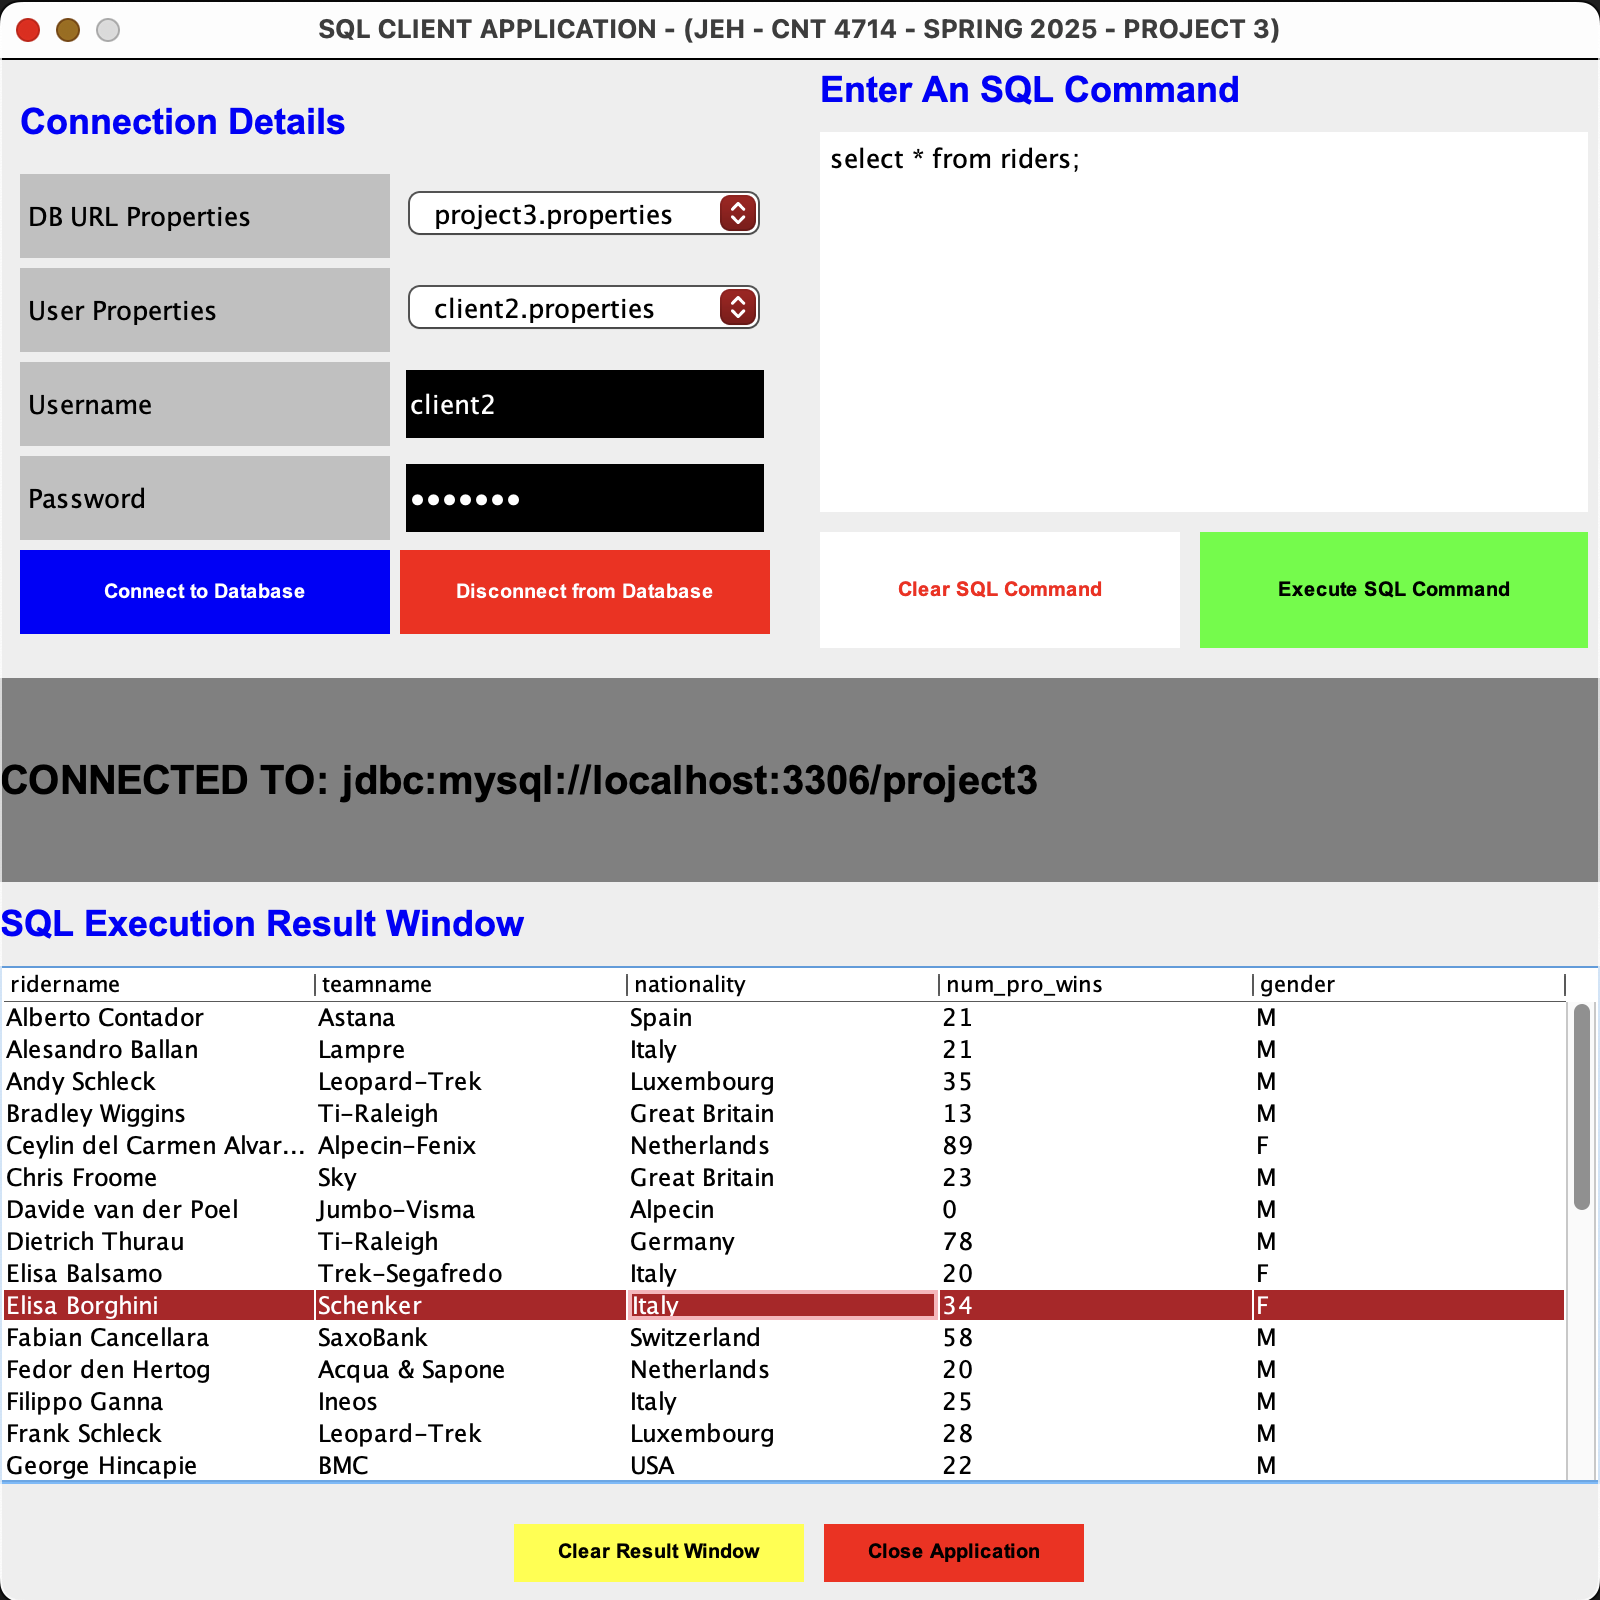 SQL CLIENT APPLICATION - (JEH - CNT 4714 - SPRING 2025 - PROJECT 3)
Connection Details
DB URL Properties project3.properties
User Properties client2.properties
Username client2
Password •••••••
Connect to Database Disconnect from Database
Enter An SQL Command
select * from riders;
Clear SQL Command Execute SQL Command
CONNECTED TO: jdbc:mysql://localhost:3306/project3
SQL Execution Result Window
ridername teamname nationality num_pro_wins gender
Alberto Contador Astana Spain 21 M
Alesandro Ballan Lampre Italy 21 M
Andy Schleck Leopard-Trek Luxembourg 35 M
Bradley Wiggins Ti-Raleigh Great Britain 13 M
Ceylin del Carmen Alvar... Alpecin-Fenix Netherlands 89 F
Chris Froome Sky Great Britain 23 M
Davide van der Poel Jumbo-Visma Alpecin 0 M
Dietrich Thurau Ti-Raleigh Germany 78 M
Elisa Balsamo Trek-Segafredo Italy 20 F
Elisa Borghini Schenker Italy 34 F
Fabian Cancellara SaxoBank Switzerland 58 M
Fedor den Hertog Acqua & Sapone Netherlands 20 M
Filippo Ganna Ineos Italy 25 M
Frank Schleck Leopard-Trek Luxembourg 28 M
George Hincapie BMC USA 22 M
Clear Result Window Close Application